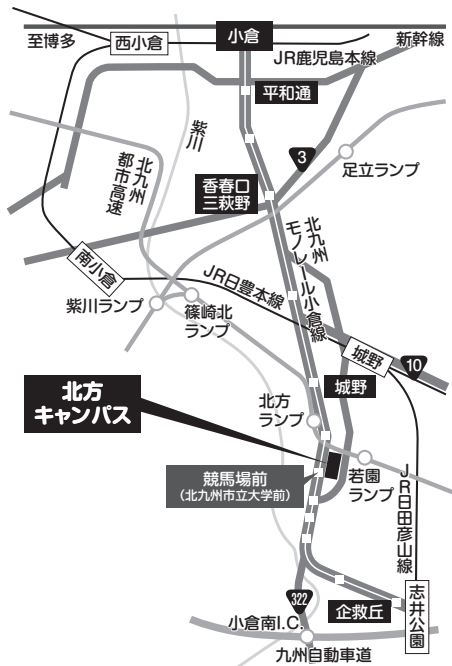 小倉
至博多
西小倉
新幹線
JR鹿児島本線
平和通
紫川
北九州
都市高速
3
足立ランプ
香春口
三萩野
北九州
モノレール小倉線
南小倉
JR日豊本線
紫川ランプ
篠崎北
ランプ
城野
10
城野
北方
キャンパス
北方
ランプ
競馬場前
(北九州市立大学前)
若園
ランプ
JR日田彦山線
322
企救丘
志井公園
小倉南I.C.
九州自動車道